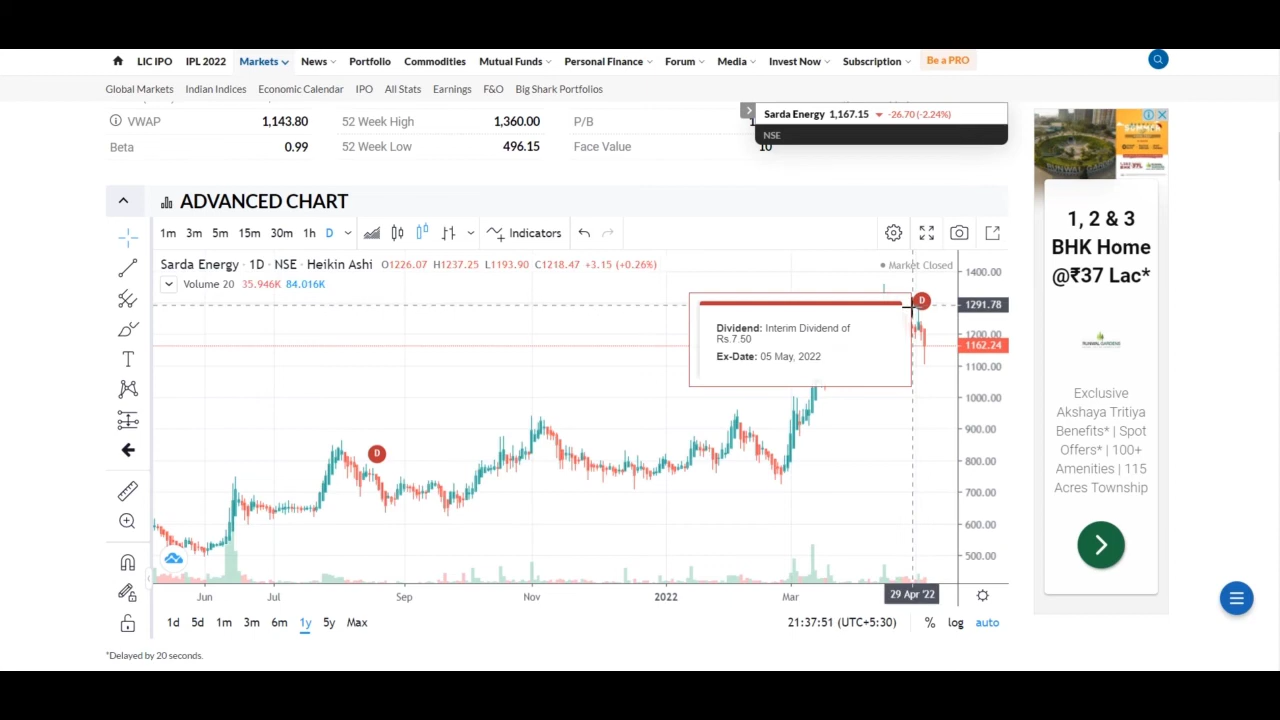 LIC IPO IPL 2022 Markets News Portfolio Commodities Mutual Funds Personal Finance Forum Media Invest Now Subscription Be a PRO
Global Markets Indian Indices Economic Calendar IPO All Stats Earnings F&O Big Shark Portfolios
VWAP 1,143.80 52 Week High 1,360.00 P/B
Sarda Energy 1,167.15 -26.70 (-2.24%)
NSE
Beta 0.99 52 Week Low 496.15 Face Value 10
ADVANCED CHART
1m 3m 5m 15m 30m 1h D Indicators
Sarda Energy · 1D · NSE · Heikin Ashi O1226.07 H1237.25 L1193.90 C1218.47 +3.15 (+0.26%)
Market Closed
Volume 20 35.946K 84.016K
1400.00
1291.78
1200.00
1162.24
1100.00
1000.00
900.00
800.00
700.00
600.00
500.00
D
Dividend: Interim Dividend of
Rs.7.50
Ex-Date: 05 May, 2022
D
Jun Jul Sep Nov 2022 Mar 29 Apr '22
1d 5d 1m 3m 6m 1y 5y Max 21:37:51 (UTC+5:30) % log auto
*Delayed by 20 seconds.
1, 2 & 3
BHK Home
@₹37 Lac*
Exclusive
Akshaya Tritiya
Benefits* | Spot
Offers* | 100+
Amenities | 115
Acres Township